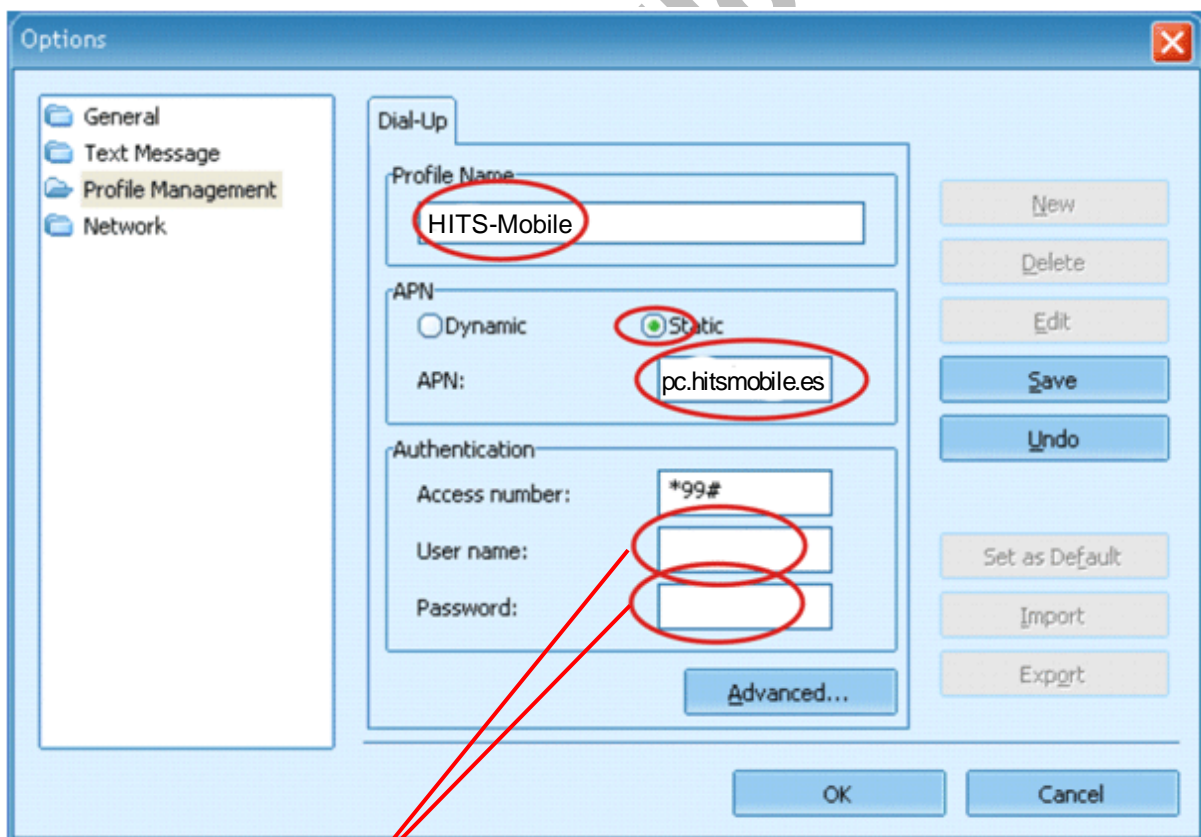 Options
General
Text Message
Profile Management
Network
Dial-Up
Profile Name
HITS-Mobile
APN
Dynamic
Static
APN:
pc.hitsmobile.es
Authentication
Access number:
*99#
User name:
Password:
Advanced...
New
Delete
Edit
Save
Undo
Set as Default
Import
Export
OK
Cancel